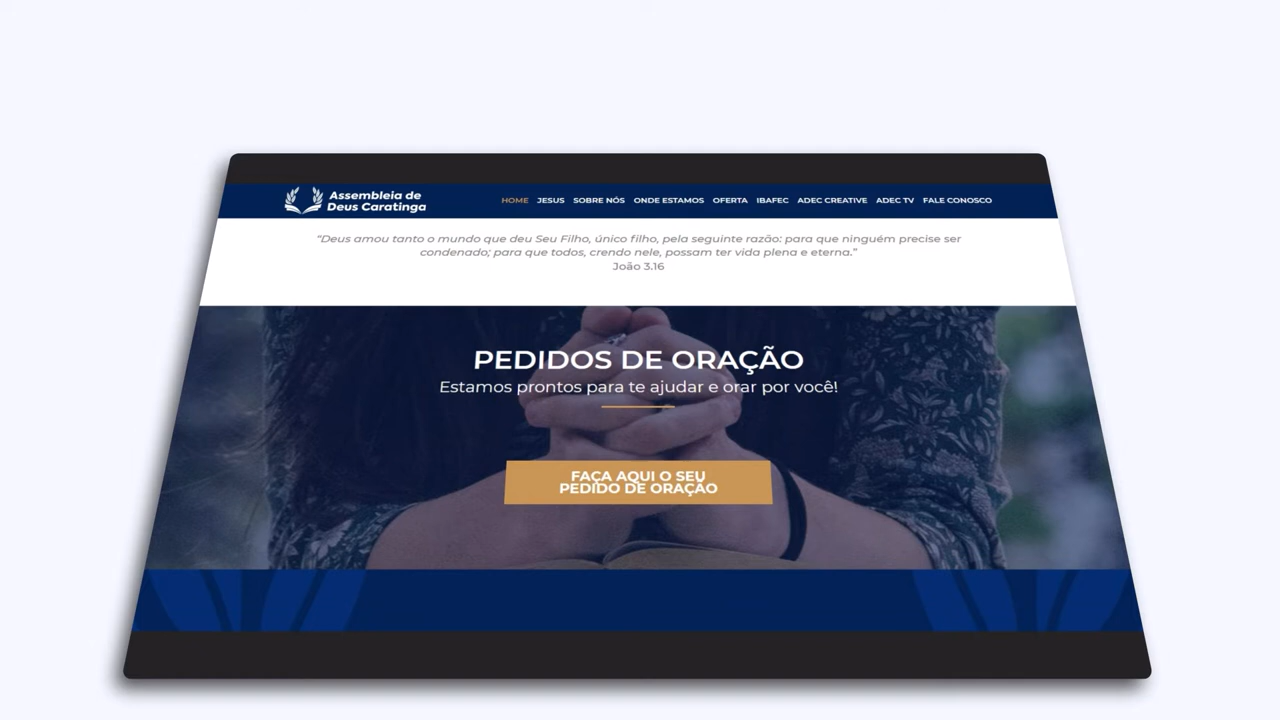 Assembleia de
Deus Caratinga
HOME JESUS SOBRE NÓS ONDE ESTAMOS OFERTA IBAFEC ADEC CREATIVE ADEC TV FALE CONOSCO
“Deus amou tanto o mundo que deu Seu Filho, único filho, pela seguinte razão: para que ninguém precise ser
condenado; para que todos, crendo nele, possam ter vida plena e eterna.”
João 3.16
PEDIDOS DE ORAÇÃO
Estamos prontos para te ajudar e orar por você!
FAÇA AQUI O SEU
PEDIDO DE ORAÇÃO